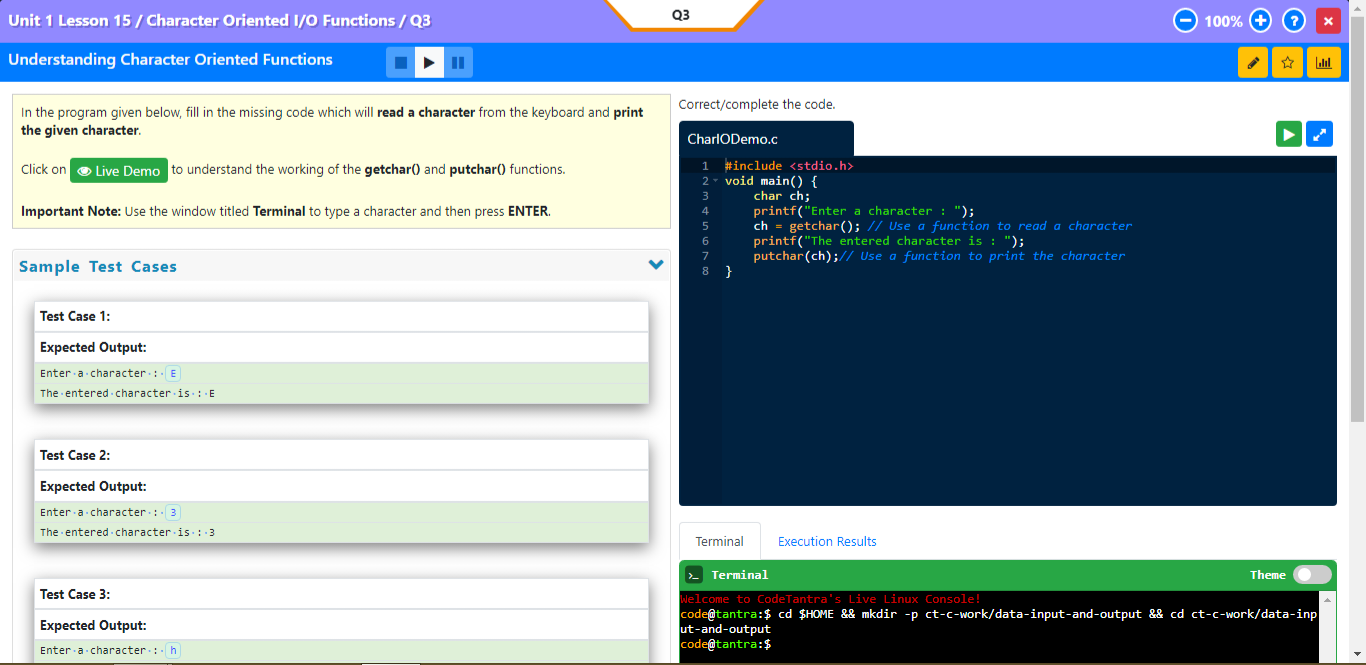 Unit 1 Lesson 15 / Character Oriented I/O Functions / Q3
Q3
100%
Understanding Character Oriented Functions
In the program given below, fill in the missing code which will read a character from the keyboard and print
the given character.
Click on Live Demo to understand the working of the getchar() and putchar() functions.
Important Note: Use the window titled Terminal to type a character and then press ENTER.
Sample Test Cases
Test Case 1:
Expected Output:
Enter·a·character·:· E
The·entered·character·is·:·E
Test Case 2:
Expected Output:
Enter·a·character·:· 3
The·entered·character·is·:·3
Test Case 3:
Expected Output:
Enter·a·character·:· h
Correct/complete the code.
CharIODemo.c
1 #include <stdio.h>
2 void main() {
3 char ch;
4 printf("Enter a character : ");
5 ch = getchar(); // Use a function to read a character
6 printf("The entered character is : ");
7 putchar(ch);// Use a function to print the character
8 }
Terminal
Execution Results
Terminal
Theme
Welcome to CodeTantra's Live Linux Console!
code@tantra:$ cd $HOME && mkdir -p ct-c-work/data-input-and-output && cd ct-c-work/data-inp
ut-and-output
code@tantra:$